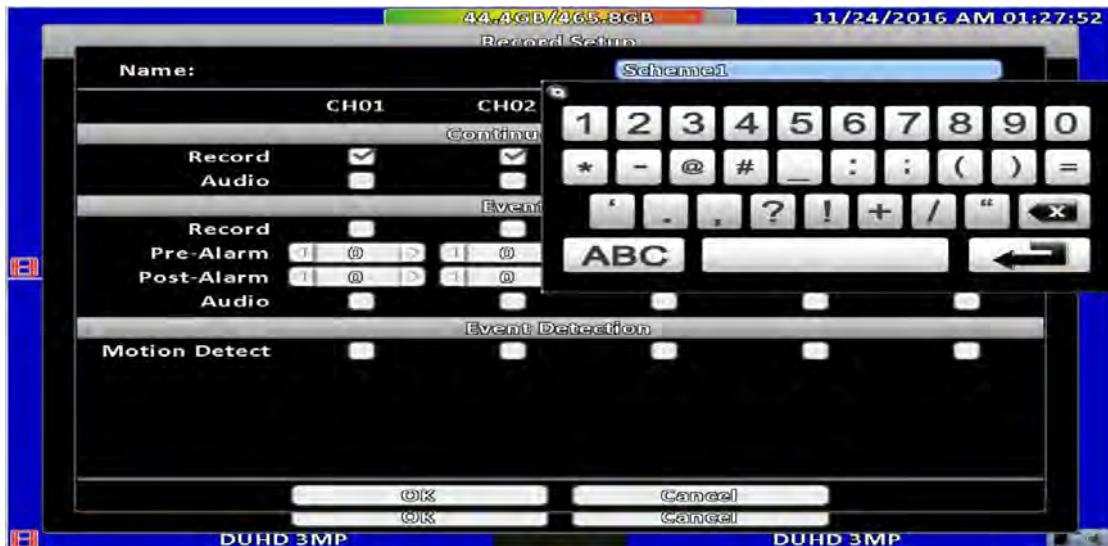 44.4GB/465.8GB 11/24/2016 AM 01:27:52
Record Setup
Name: Scheme1
CH01 CH02
Continu
Record
Audio
Event
Record
Pre-Alarm 0 0
Post-Alarm 0 0
Audio
Event Detection
Motion Detect
1 2 3 4 5 6 7 8 9 0
* - @ # _ : ; ( ) =
‘ . , ? ! + / “ x
ABC
OK Cancel
OK Cancel
DUHD 3MP DUHD 3MP